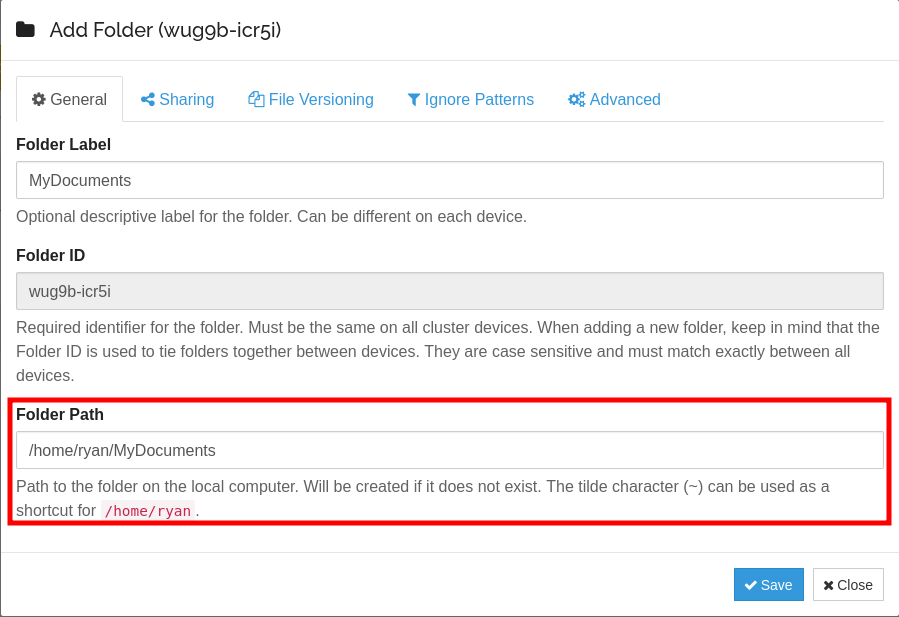 Add Folder (wug9b-icr5i)
General Sharing File Versioning Ignore Patterns Advanced
Folder Label
MyDocuments
Optional descriptive label for the folder. Can be different on each device.
Folder ID
wug9b-icr5i
Required identifier for the folder. Must be the same on all cluster devices. When adding a new folder, keep in mind that the
Folder ID is used to tie folders together between devices. They are case sensitive and must match exactly between all
devices.
Folder Path
/home/ryan/MyDocuments
Path to the folder on the local computer. Will be created if it does not exist. The tilde character (~) can be used as a
shortcut for /home/ryan .
Save Close